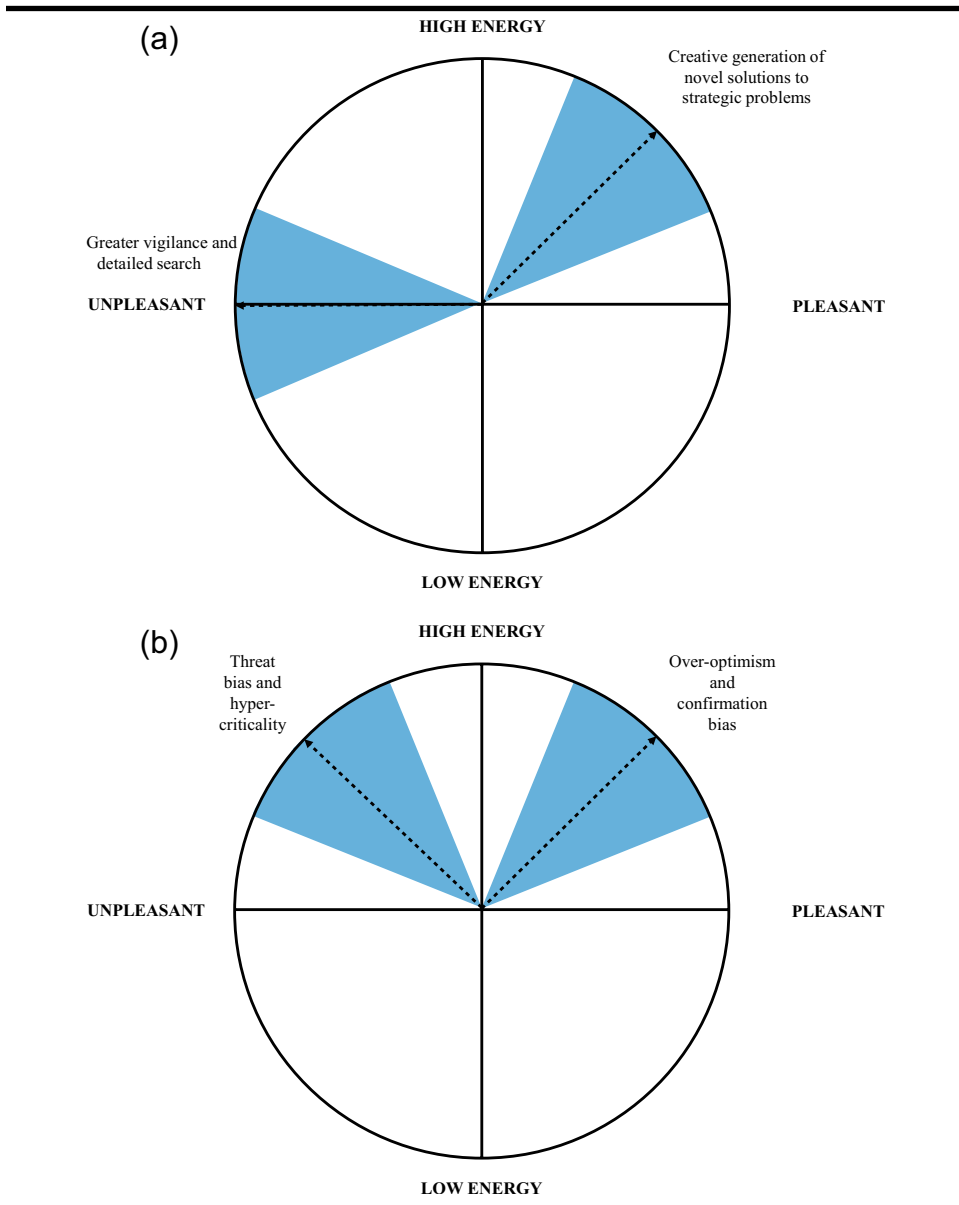 (a)
HIGH ENERGY
Creative generation of
novel solutions to
strategic problems
Greater vigilance and
detailed search
UNPLEASANT
PLEASANT
LOW ENERGY
(b)
HIGH ENERGY
Threat
bias and
hyper-
criticality
Over-optimism
and
confirmation
bias
UNPLEASANT
PLEASANT
LOW ENERGY